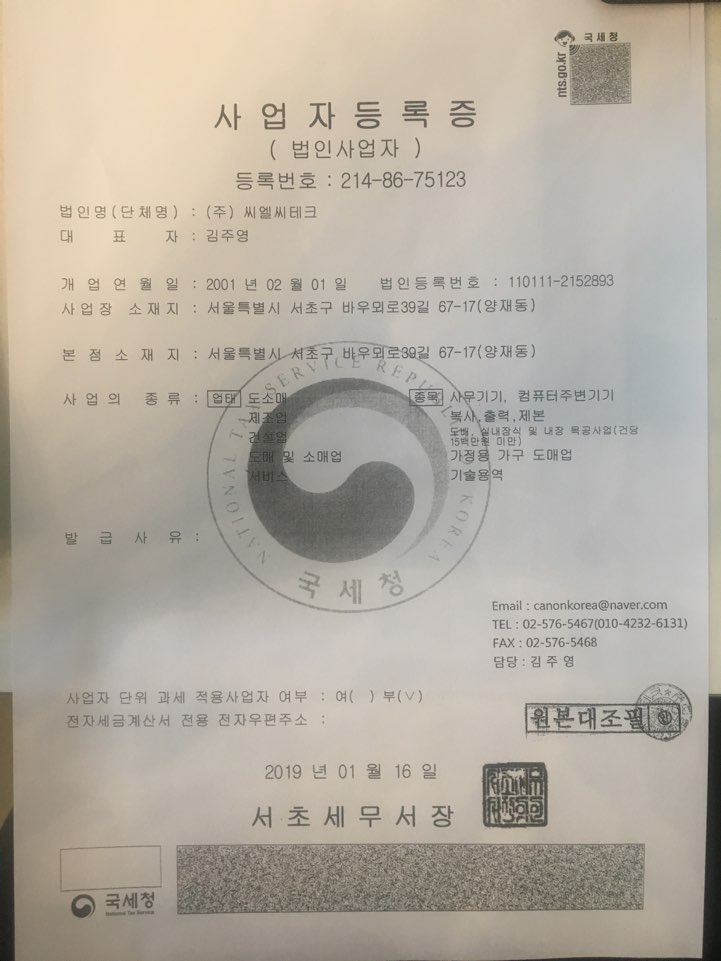 국세청
nts.go.kr
사업자등록증
( 법인사업자 )
등록번호 : 214-86-75123
법인명(단체명) : (주) 씨엘씨테크
대 표 자 : 김주영
개 업 연 월 일 : 2001 년 02 월 01 일 법인등록번호 : 110111-2152893
사업장 소재지 : 서울특별시 서초구 바우뫼로39길 67-17(양재동)
본 점 소 재 지 : 서울특별시 서초구 바우뫼로39길 67-17(양재동)
사업의 종류 : 업태 도소매 종목 사무기기, 컴퓨터주변기기
제조업 복사,출력,제본
건설업 도배, 실내장식 및 내장 목공사업(건당 15백만원 미만)
도매 및 소매업 가정용 가구 도매업
서비스 기술용역
NATIONAL TAX SERVICE REPUBLIC OF KOREA
국세청
발 급 사 유 :
Email : canonkorea@naver.com
TEL : 02-576-5467(010-4232-6131)
FAX : 02-576-5468
담당 : 김 주 영
사업자 단위 과세 적용사업자 여부 : 여( ) 부(∨)
전자세금계산서 전용 전자우편주소 :
원본대조필 ㊞
2019 년 01 월 16 일
서초세무서장
국세청
National Tax Service